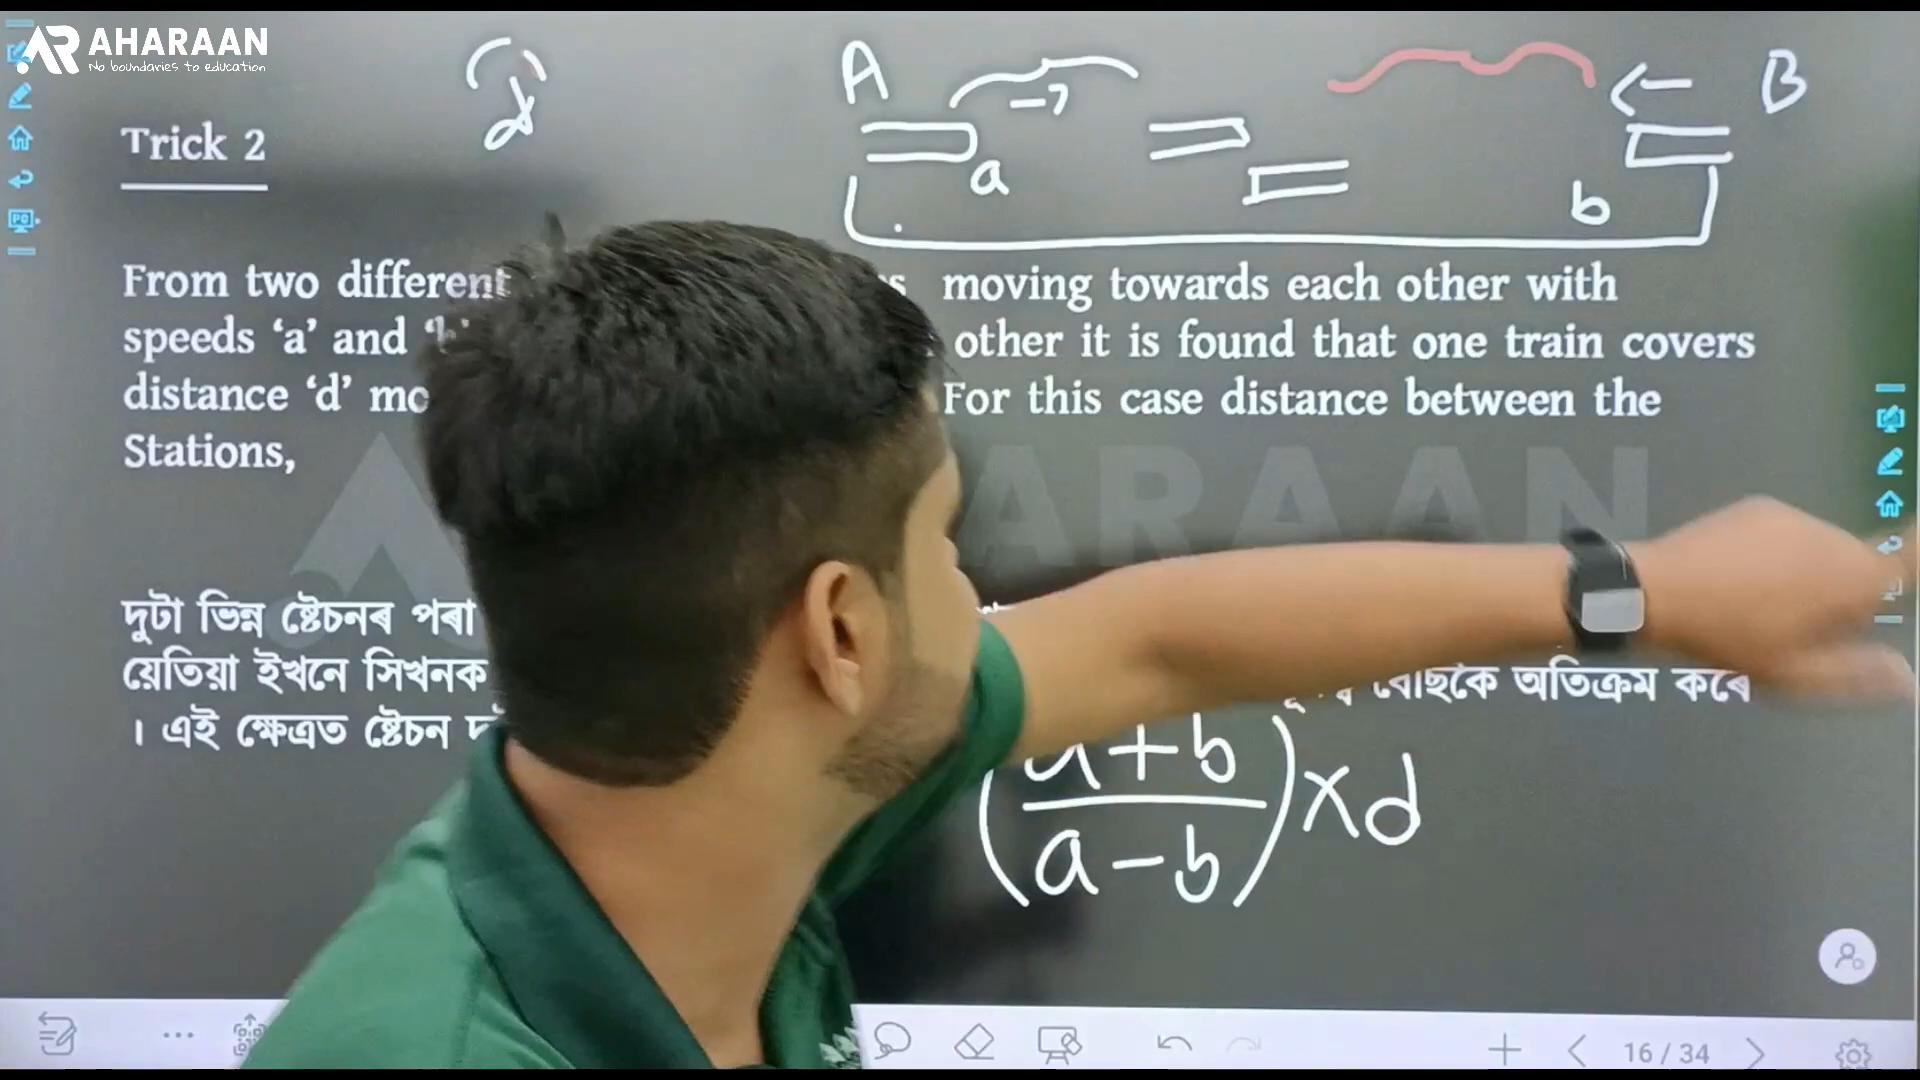 AHARAAN
No boundaries to education
d
A
B
a
b
Trick 2
From two different moving towards each other with
speeds ‘a’ and other it is found that one train covers
distance ‘d’ For this case distance between the
Stations,
ARAAN
দুটা ভিন্ন ষ্টেচনৰ পৰা
য়েতিয়া ইখনে সিখনক বেছিকৈ অতিক্ৰম কৰে
। এই ক্ষেত্ৰত ষ্টেচন
(a+b
a-b) x d
16 / 34